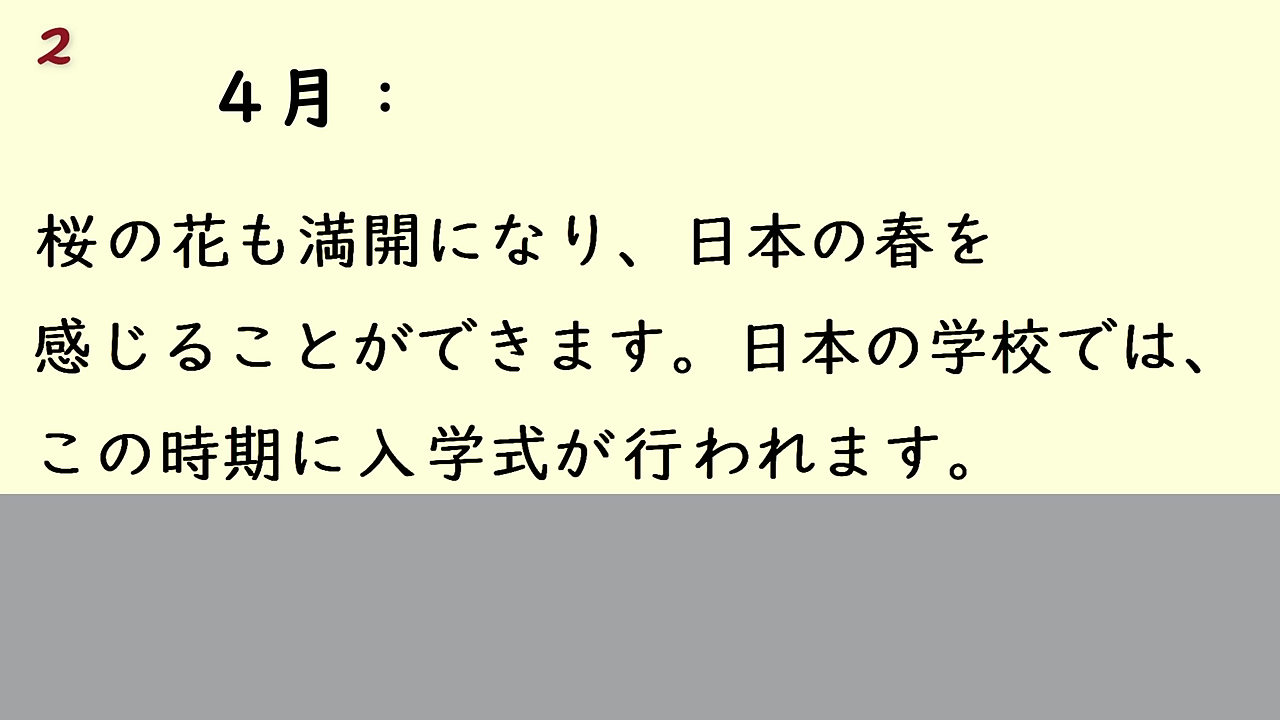 2
４月：
桜の花も満開になり、日本の春を
感じることができます。日本の学校では、
この時期に入学式が行われます。